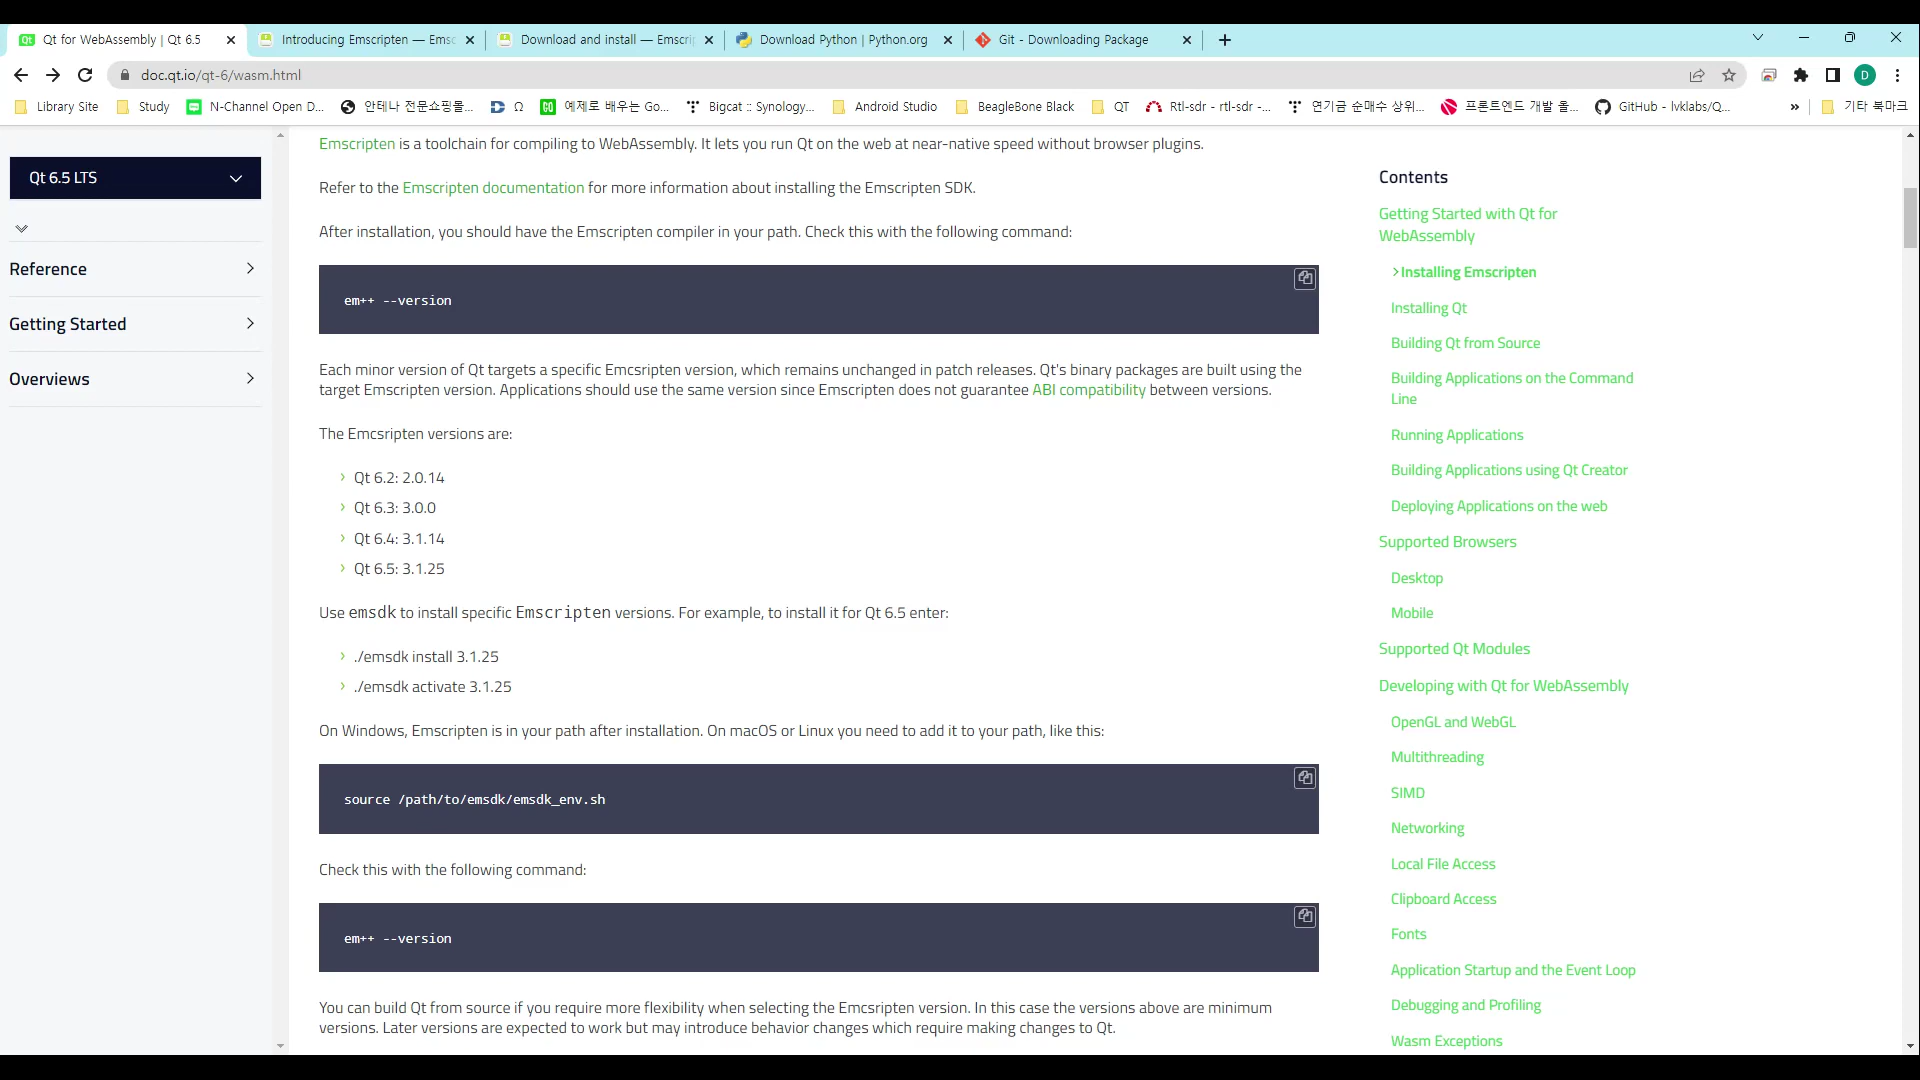 Qt for WebAssembly | Qt 6.5
Introducing Emscripten — Emsc
Download and install — Emscrip
Download Python | Python.org
Git - Downloading Package
doc.qt.io/qt-6/wasm.html
D
Library Site
Study
N-Channel Open D...
안테나 전문쇼핑몰...
Ω
예제로 배우는 Go...
Bigcat :: Synology...
Android Studio
BeagleBone Black
QT
Rtl-sdr - rtl-sdr -...
연기금 순매수 상위...
프론트엔드 개발 올...
GitHub - lvklabs/Q...
»
기타 북마크
Qt 6.5 LTS
Reference
Getting Started
Overviews
Emscripten is a toolchain for compiling to WebAssembly. It lets you run Qt on the web at near-native speed without browser plugins.
Refer to the Emscripten documentation for more information about installing the Emscripten SDK.
After installation, you should have the Emscripten compiler in your path. Check this with the following command:
em++ --version
Each minor version of Qt targets a specific Emcsripten version, which remains unchanged in patch releases. Qt's binary packages are built using the
target Emscripten version. Applications should use the same version since Emscripten does not guarantee ABI compatibility between versions.
The Emcsripten versions are:
Qt 6.2: 2.0.14
Qt 6.3: 3.0.0
Qt 6.4: 3.1.14
Qt 6.5: 3.1.25
Use emsdk to install specific Emscripten versions. For example, to install it for Qt 6.5 enter:
./emsdk install 3.1.25
./emsdk activate 3.1.25
On Windows, Emscripten is in your path after installation. On macOS or Linux you need to add it to your path, like this:
source /path/to/emsdk/emsdk_env.sh
Check this with the following command:
em++ --version
You can build Qt from source if you require more flexibility when selecting the Emcsripten version. In this case the versions above are minimum
versions. Later versions are expected to work but may introduce behavior changes which require making changes to Qt.
Contents
Getting Started with Qt for
WebAssembly
Installing Emscripten
Installing Qt
Building Qt from Source
Building Applications on the Command
Line
Running Applications
Building Applications using Qt Creator
Deploying Applications on the web
Supported Browsers
Desktop
Mobile
Supported Qt Modules
Developing with Qt for WebAssembly
OpenGL and WebGL
Multithreading
SIMD
Networking
Local File Access
Clipboard Access
Fonts
Application Startup and the Event Loop
Debugging and Profiling
Wasm Exceptions